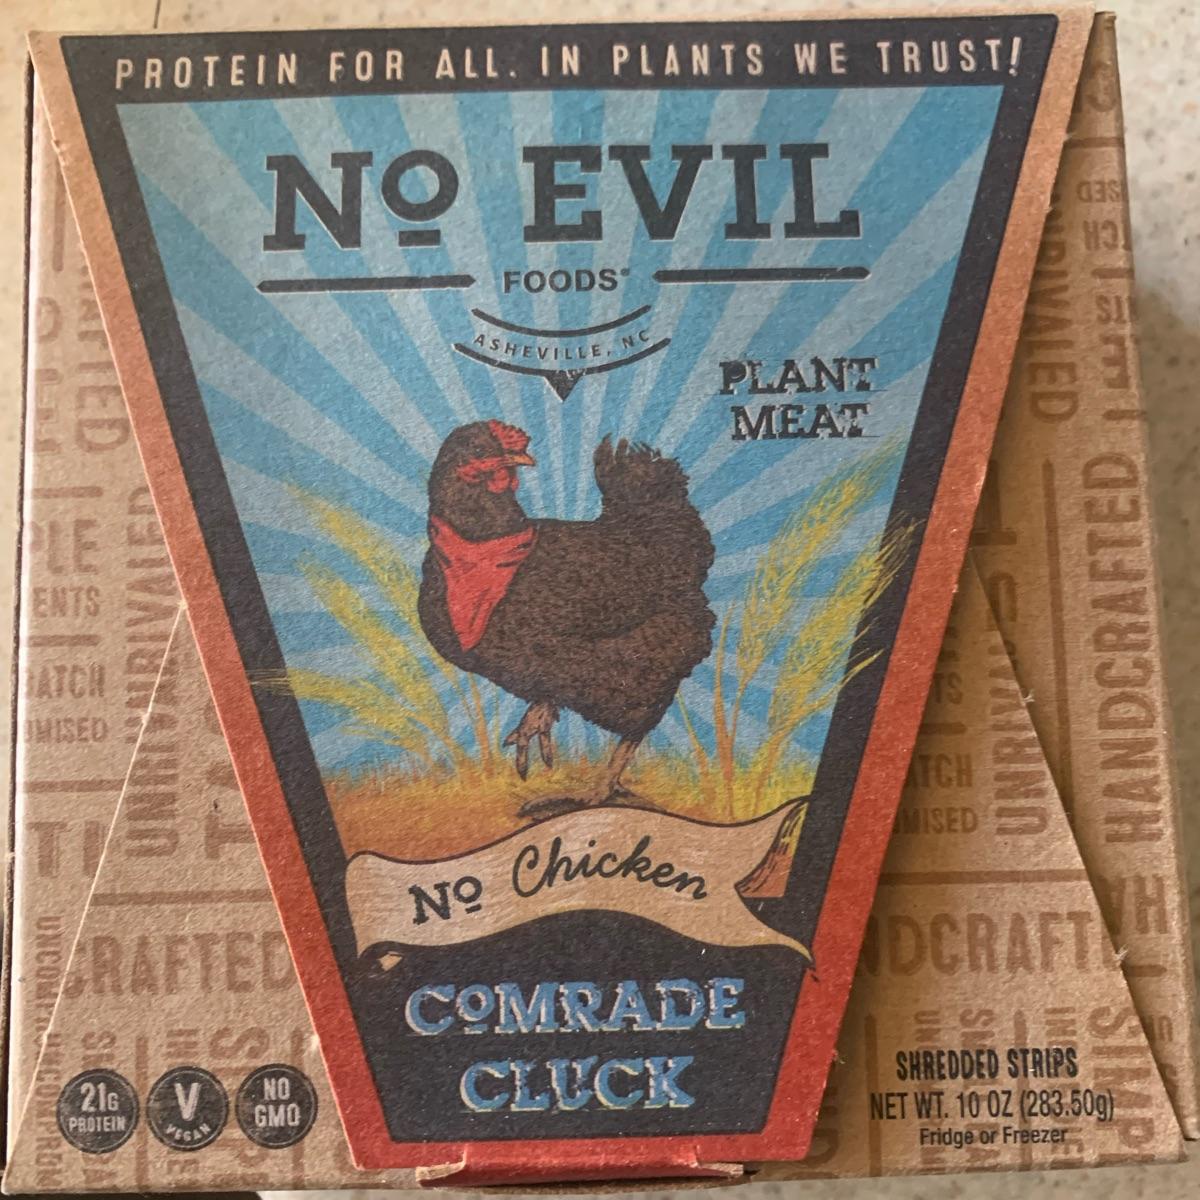 PROTEIN FOR ALL. IN PLANTS WE TRUST!
Nº EVIL
FOODS®
ASHEVILLE, NC
PLANT
MEAT
Nº Chicken
CºMRADE
CLUCK
21G
PROTEIN
V
VEGAN
NO
GMO
SHREDDED STRIPS
NET WT. 10 OZ (283.50g)
Fridge or Freezer
UNRIVALED
HANDCRAFTED
UNRIVALED
CRAFTED